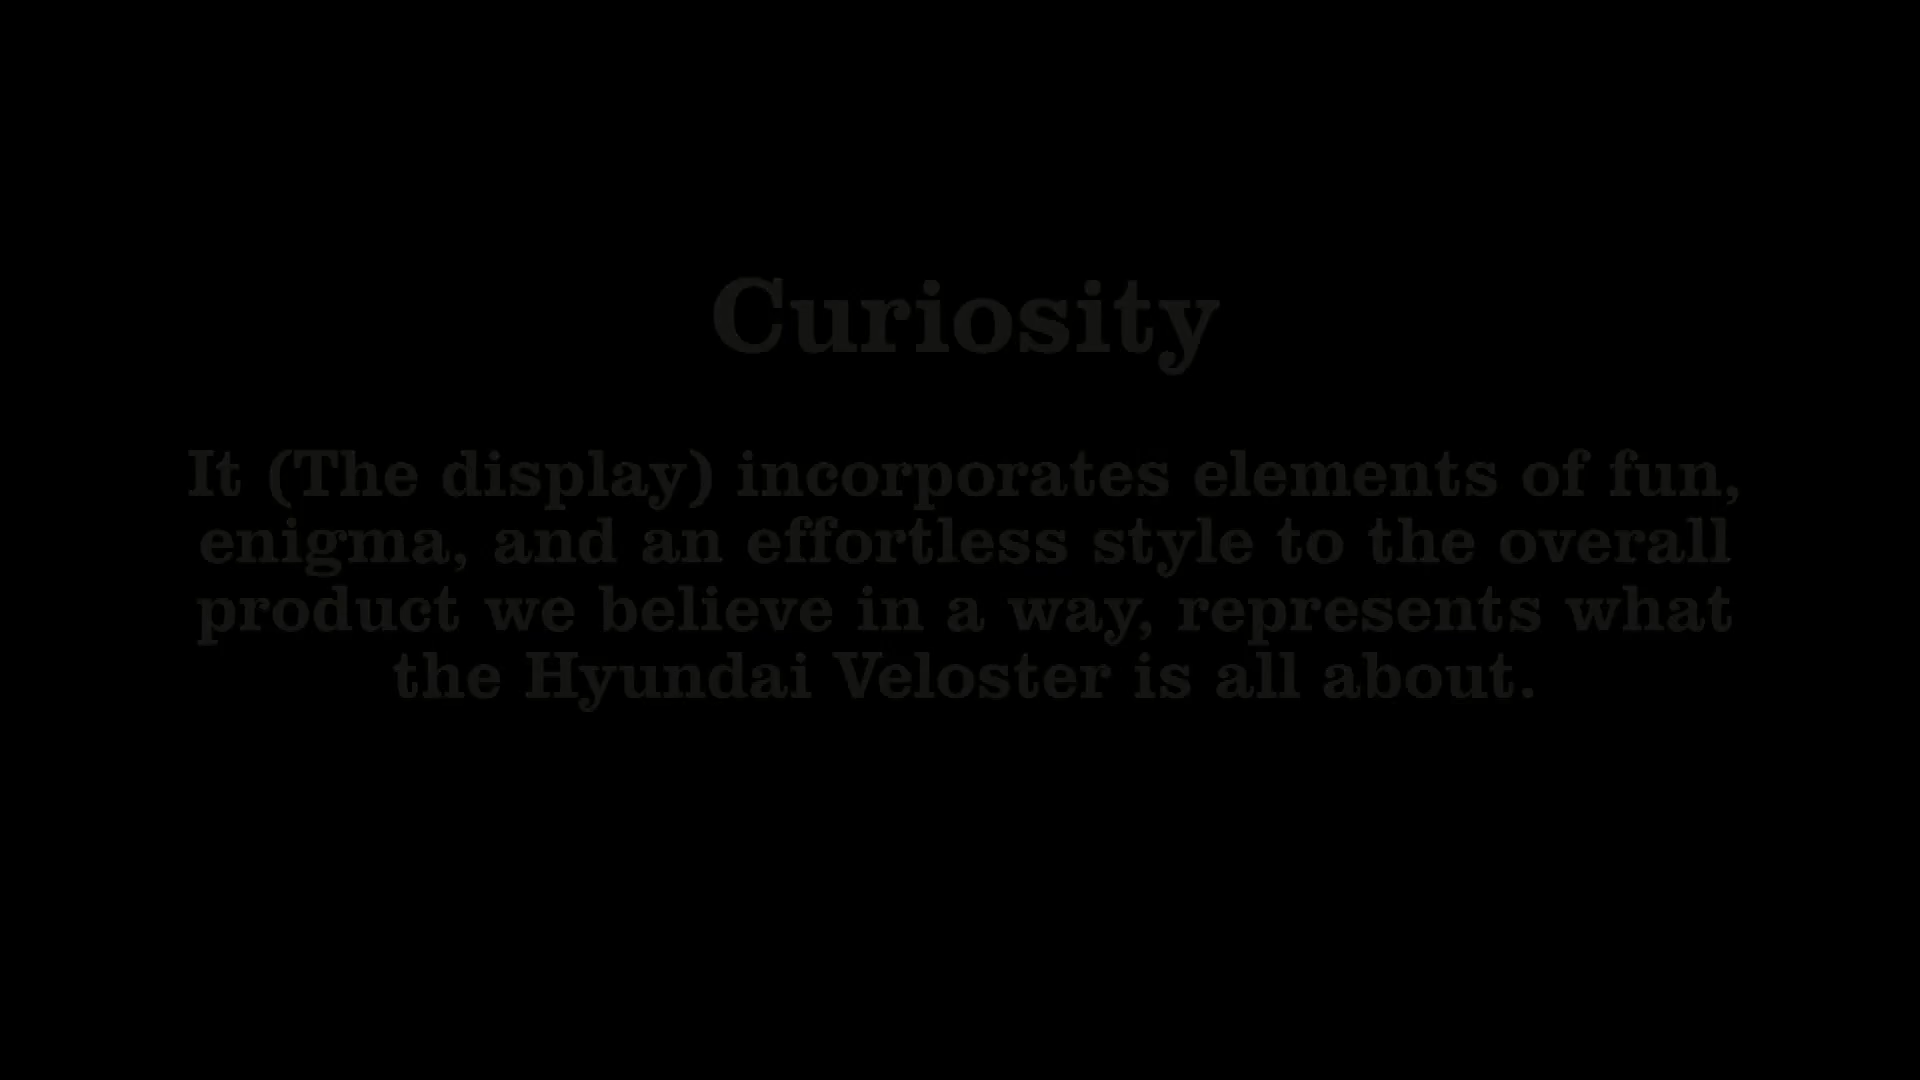 Curiosity
It (The display) incorporates elements of fun,
enigma, and an effortless style to the overall
product we believe in a way, represents what
the Hyundai Veloster is all about.